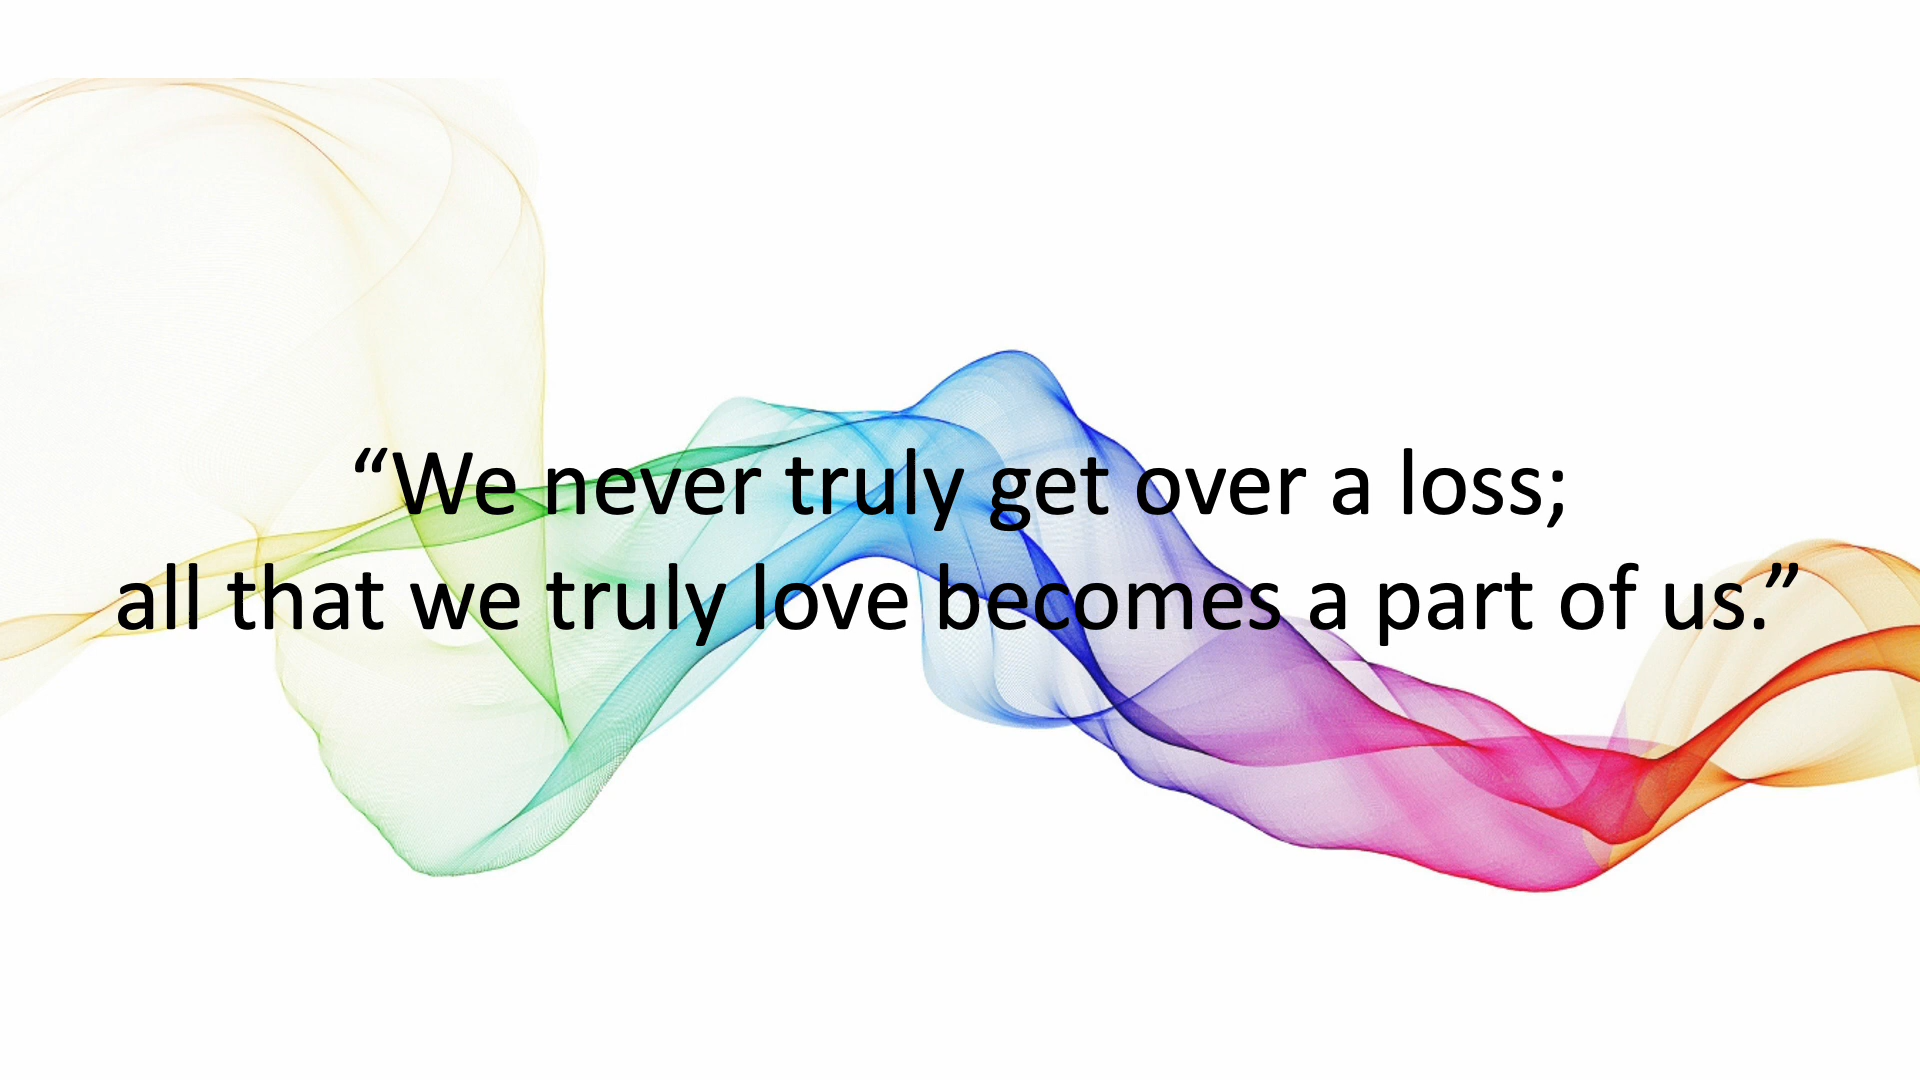 “We never truly get over a loss;
all that we truly love becomes a part of us.”